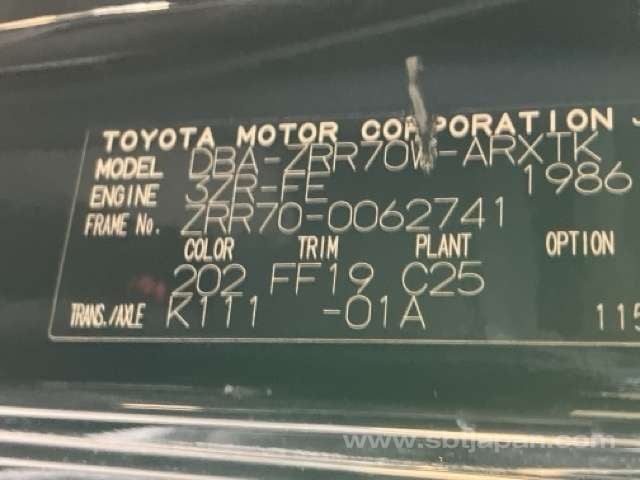 TOYOTA MOTOR CORPORATION
MODEL DBA-ZRR70W-ARXTK
ENGINE 3ZR-FE 1986
FRAME No. ZRR70-0062741
COLOR TRIM PLANT OPTION
202 FF19 C25
TRANS./AXLE K111 -01A 115
www.sbtjapan.com